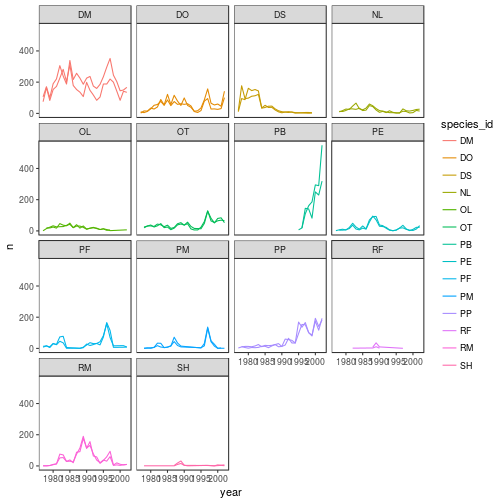 DM DO DS NL
400
200
0
OL OT PB PE
400
200
0
PF PM PP RF
400
200
0
1980 1985 1990 1995 2000 1980 1985 1990 1995 2000
RM SH
400
200
0
1980 1985 1990 1995 2000 1980 1985 1990 1995 2000
n
year
species_id
DM
DO
DS
NL
OL
OT
PB
PE
PF
PM
PP
RF
RM
SH